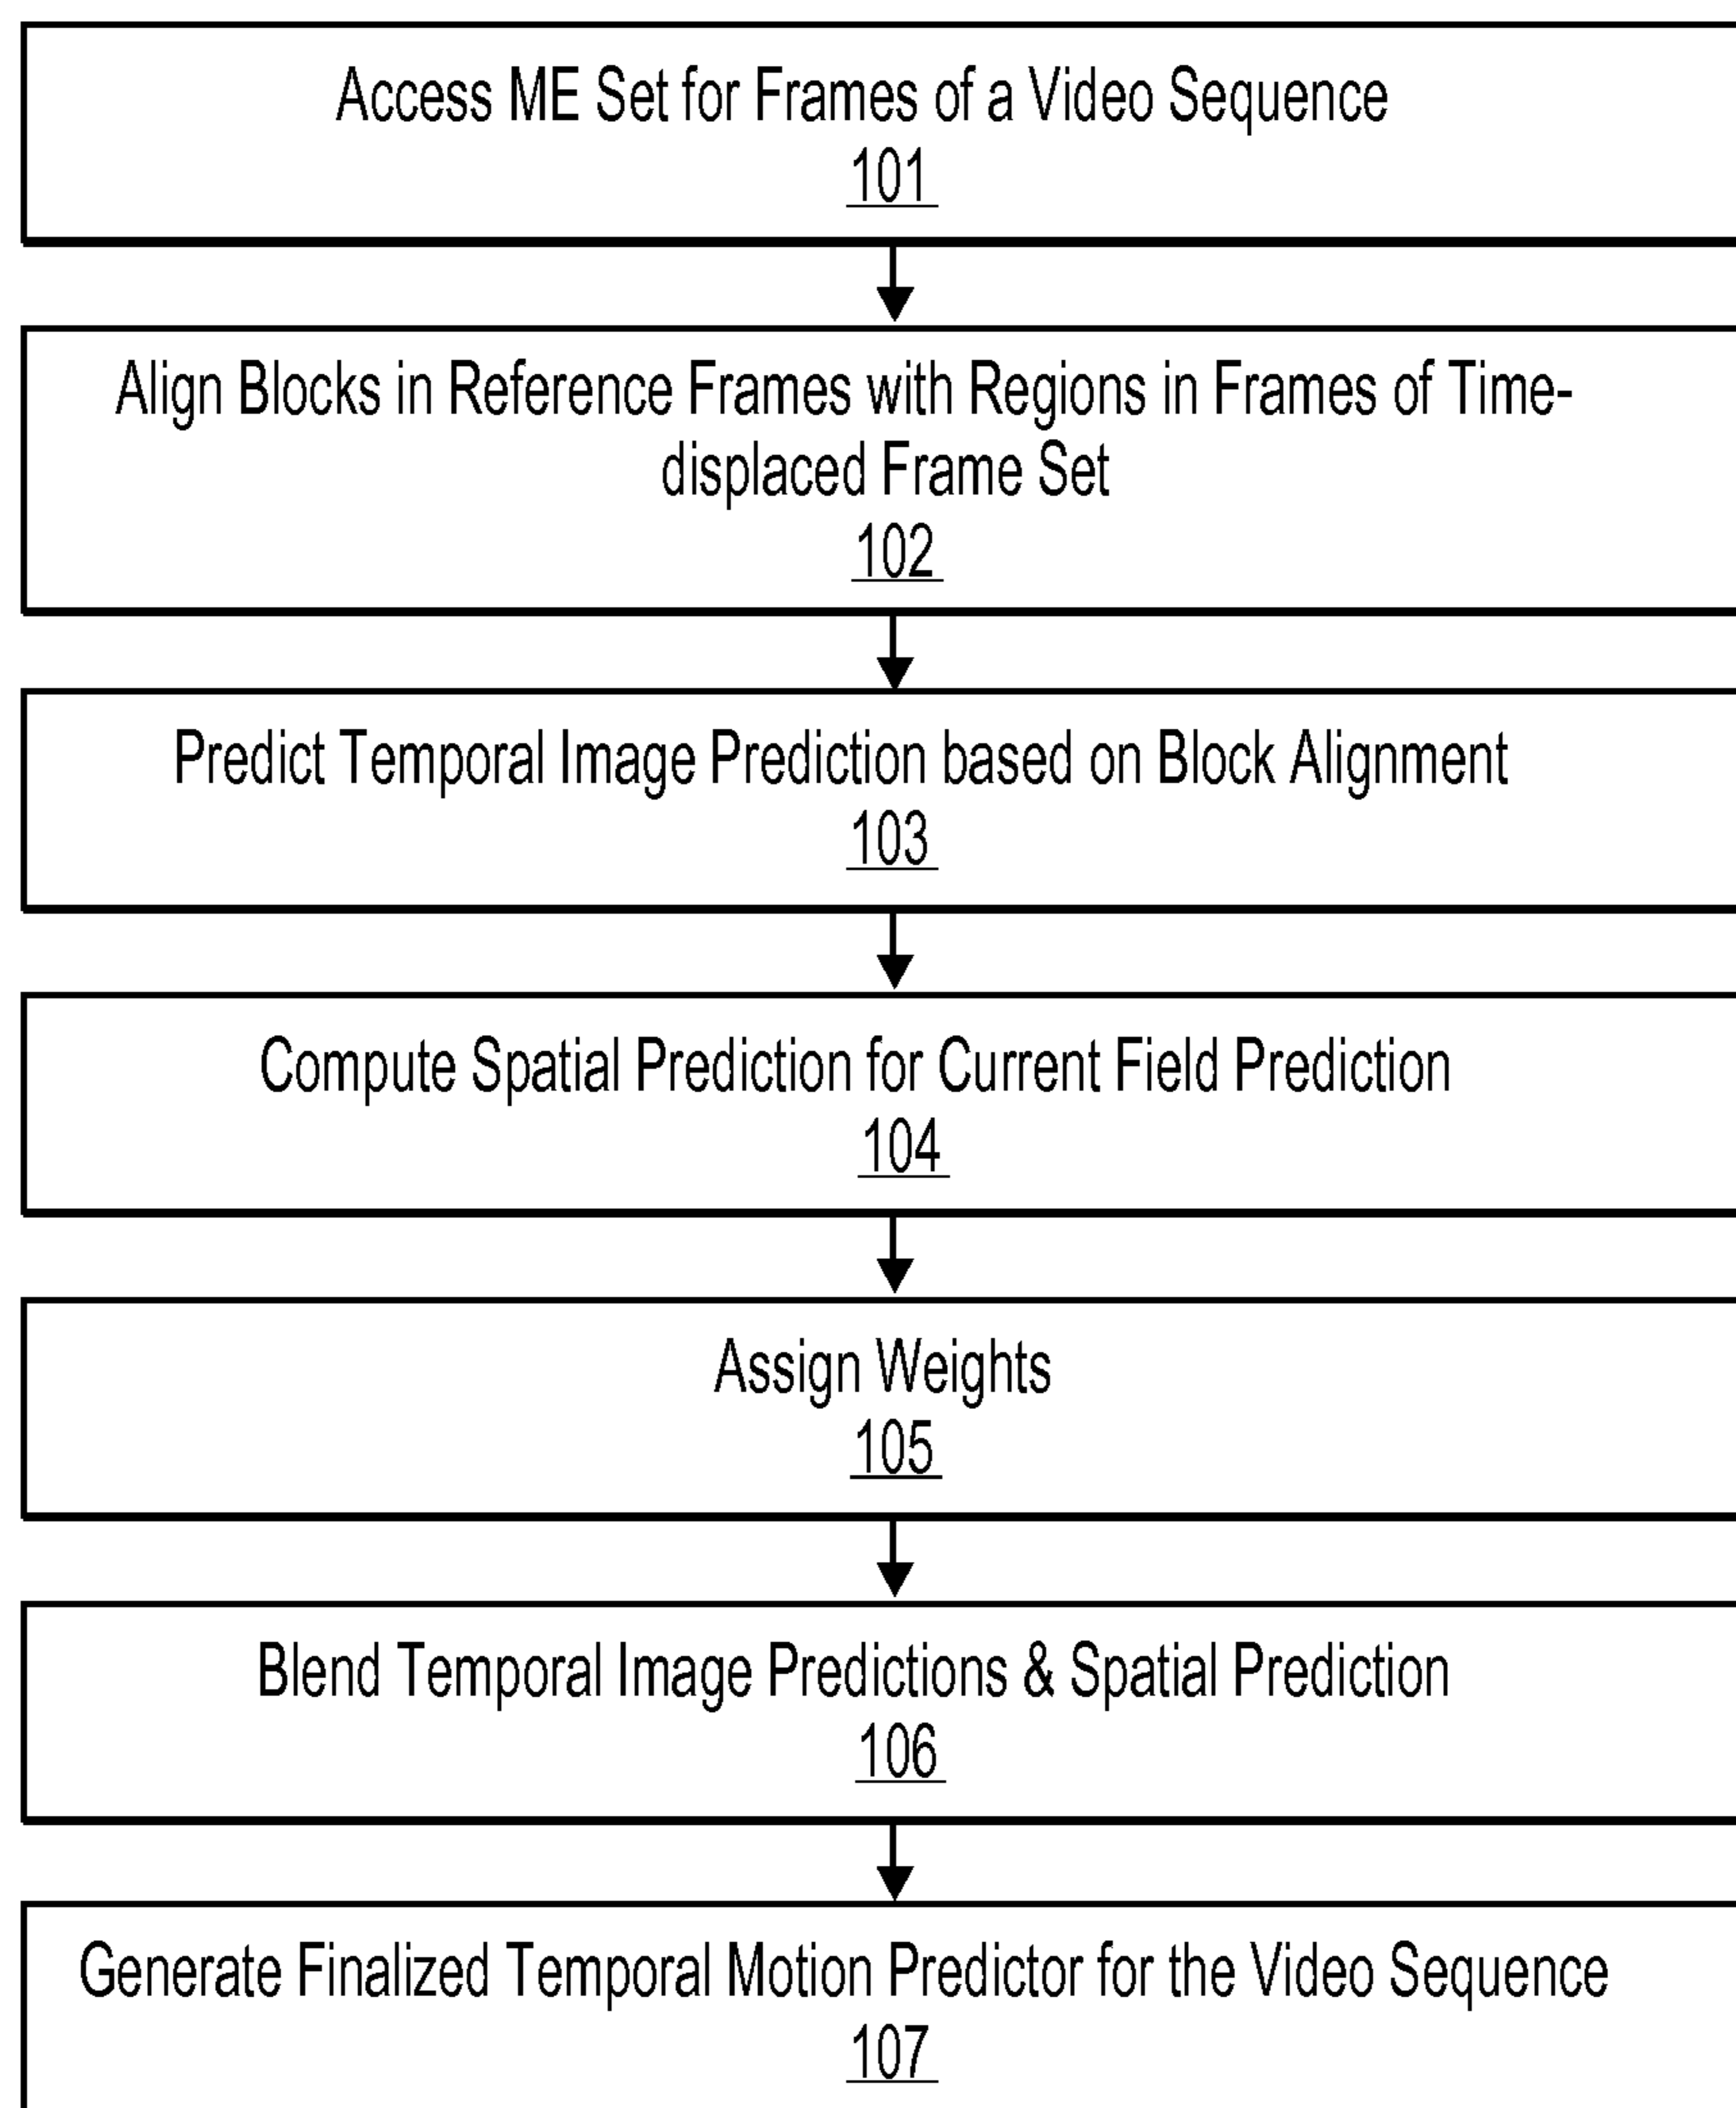 Access ME Set for Frames of a Video Sequence
101
Align Blocks in Reference Frames with Regions in Frames of Time-
displaced Frame Set
102
Predict Temporal Image Prediction based on Block Alignment
103
Compute Spatial Prediction for Current Field Prediction
104
Assign Weights
105
Blend Temporal Image Predictions & Spatial Prediction
106
Generate Finalized Temporal Motion Predictor for the Video Sequence
107